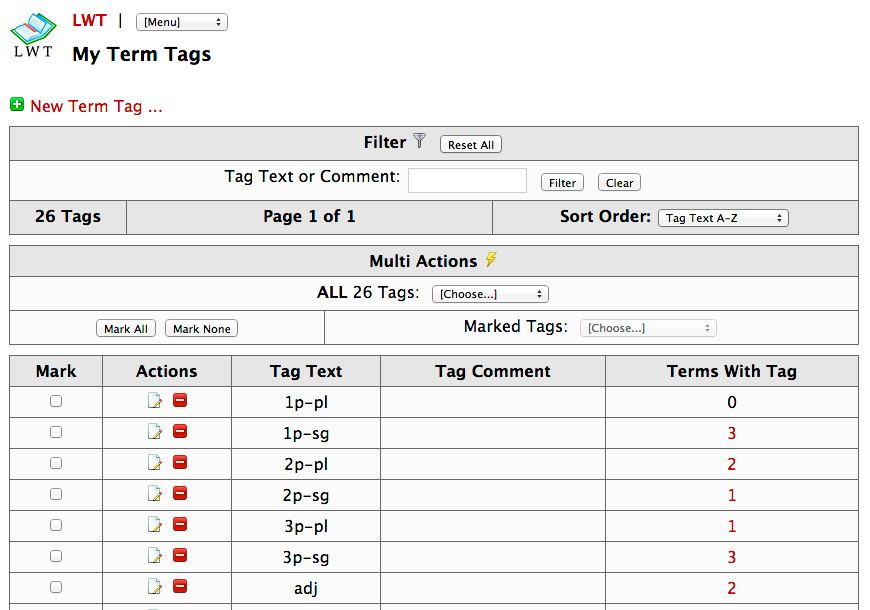 LWT | [Menu]
LWT
My Term Tags
New Term Tag ...
Filter Reset All
Tag Text or Comment: Filter Clear
26 Tags Page 1 of 1 Sort Order: Tag Text A-Z
Multi Actions
ALL 26 Tags: [Choose...]
Mark All Mark None Marked Tags: [Choose...]
Mark Actions Tag Text Tag Comment Terms With Tag
1p-pl 0
1p-sg 3
2p-pl 2
2p-sg 1
3p-pl 1
3p-sg 3
adj 2